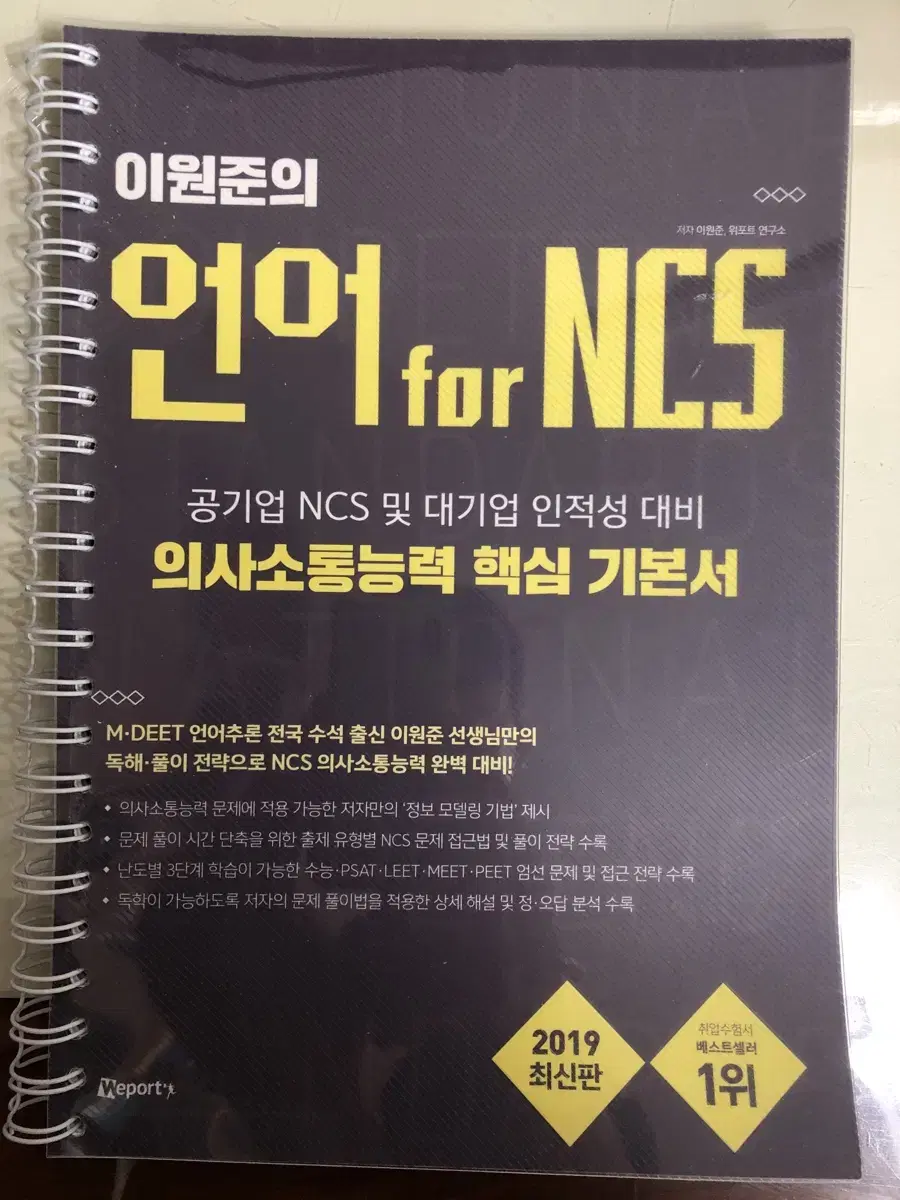 이원준의
저자 이원준, 위포트 연구소
언어 for NCS
공기업 NCS 및 대기업 인적성 대비
의사소통능력 핵심 기본서
M·DEET 언어추론 전국 수석 출신 이원준 선생님만의
독해·풀이 전략으로 NCS 의사소통능력 완벽 대비!
의사소통능력 문제에 적용 가능한 저자만의 '정보 모델링 기법' 제시
문제 풀이 시간 단축을 위한 출제 유형별 NCS 문제 접근법 및 풀이 전략 수록
난도별 3단계 학습이 가능한 수능·PSAT·LEET·MEET·PEET 엄선 문제 및 접근 전략 수록
독학이 가능하도록 저자의 문제 풀이법을 적용한 상세 해설 및 정·오답 분석 수록
2019
최신판
취업수험서
베스트셀러
1위
Weport